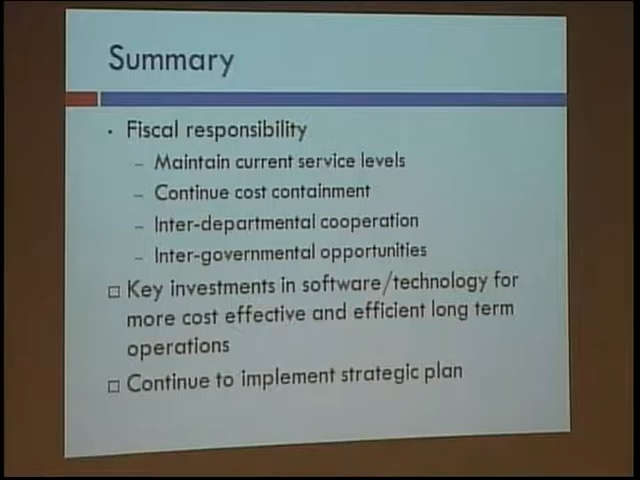 Summary
• Fiscal responsibility
– Maintain current service levels
– Continue cost containment
– Inter-departmental cooperation
– Inter-governmental opportunities
□ Key investments in software/technology for
more cost effective and efficient long term
operations
□ Continue to implement strategic plan